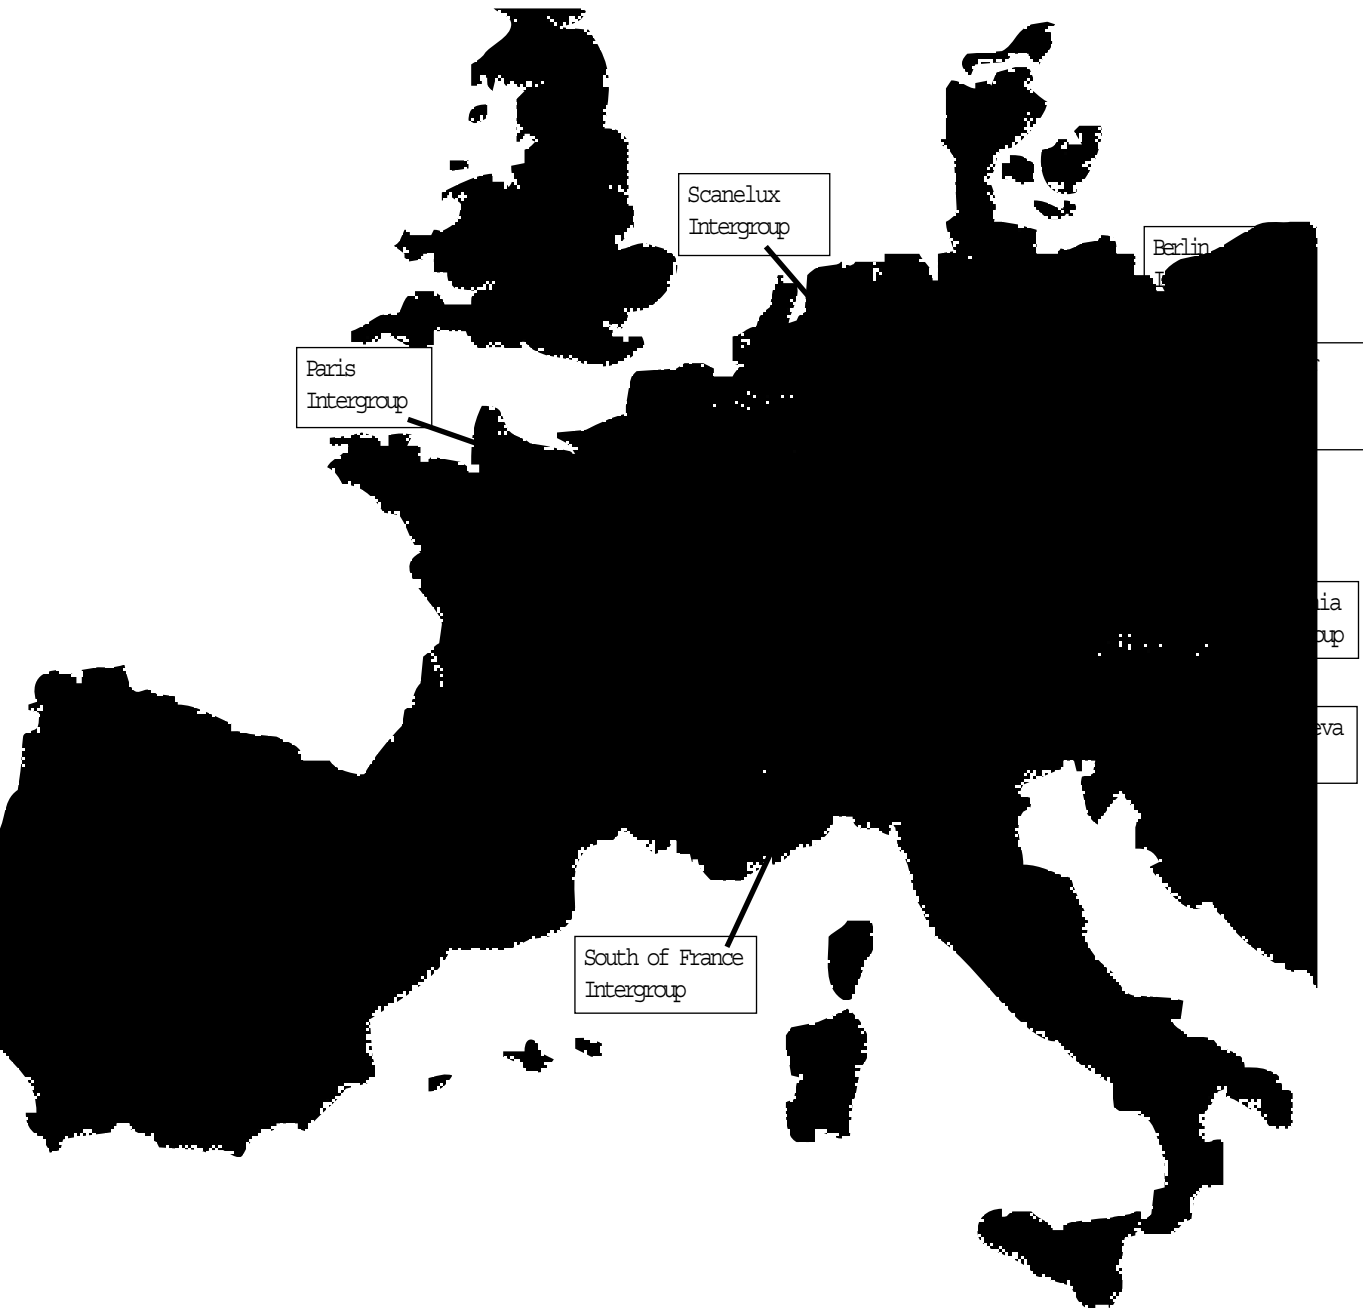 Scanelux
Intergroup
Berlin
Paris
Intergroup
South of France
Intergroup